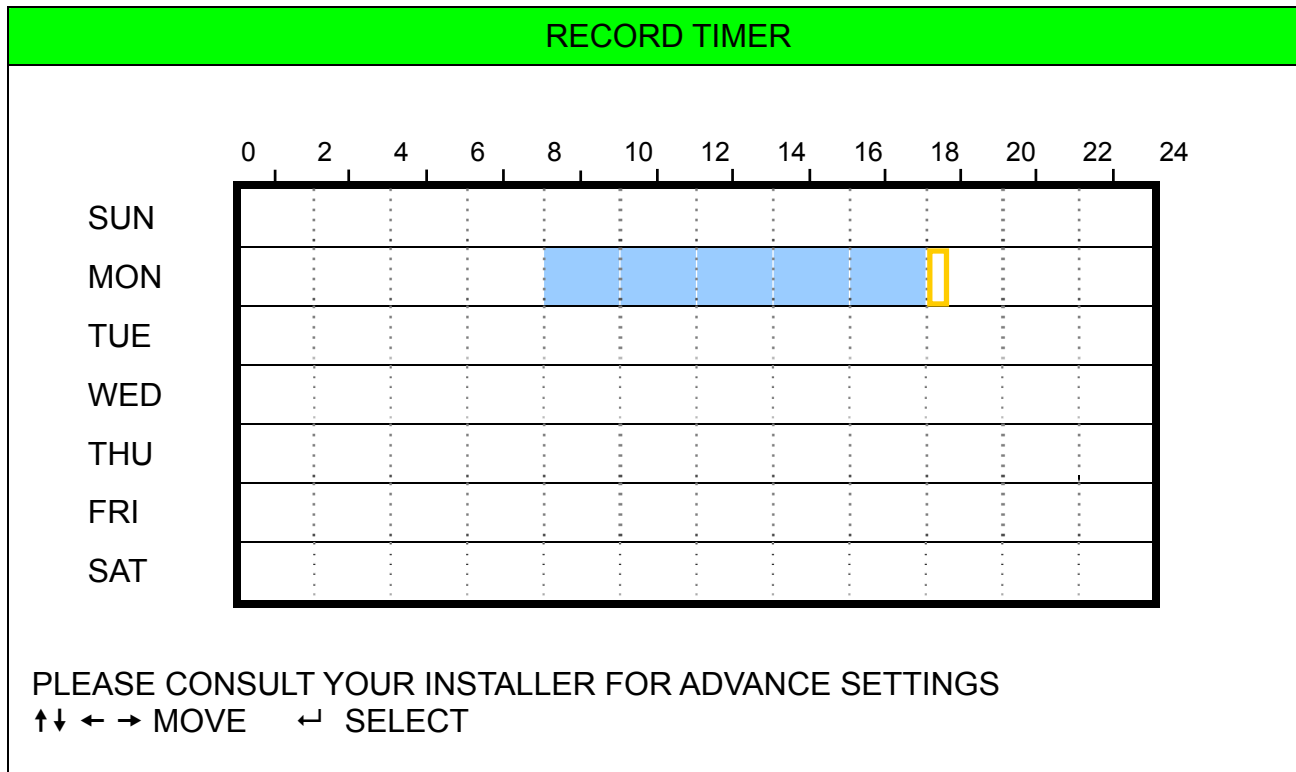 RECORD TIMER
0 2 4 6 8 10 12 14 16 18 20 22 24
SUN
MON
TUE
WED
THU
FRI
SAT
PLEASE CONSULT YOUR INSTALLER FOR ADVANCE SETTINGS
↑↓ ← → MOVE ↵ SELECT